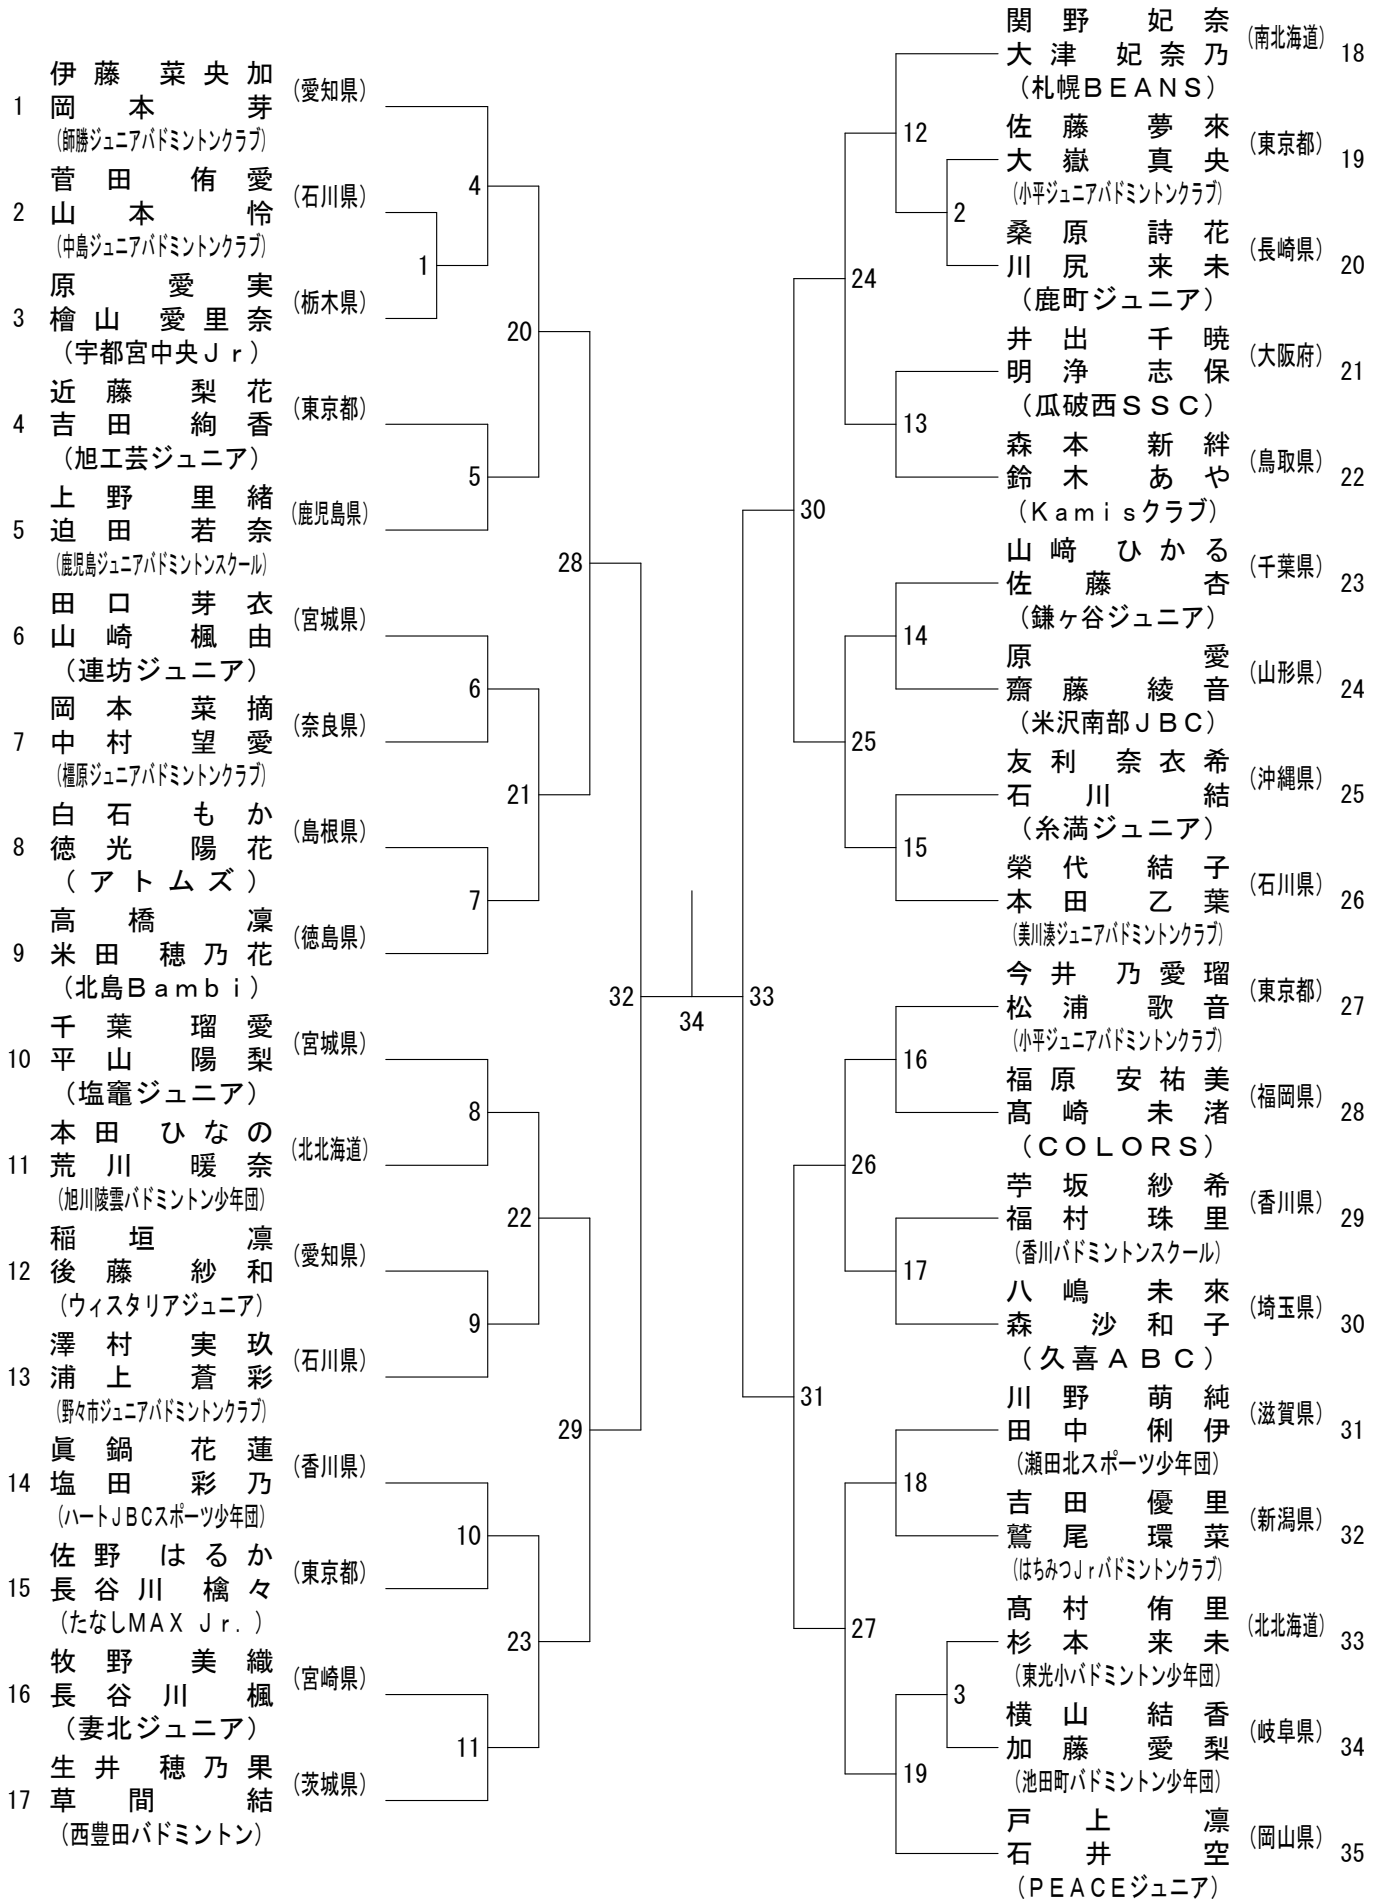 伊藤 菜央加
(愛知県)
1 岡本 芽
(師勝ジュニアバドミントンクラブ)
菅田 侑愛
(石川県)
2 山本 怜
(中島ジュニアバドミントンクラブ)
原 愛実
(栃木県)
3 檜山 愛里奈
(宇都宮中央Jr)
近藤 梨花
(東京都)
4 吉田 絢香
(旭工芸ジュニア)
上野 里緒
(鹿児島県)
5 迫田 若奈
(鹿児島ジュニアバドミントンスクール)
田口 芽衣
(宮城県)
6 山崎 楓由
(連坊ジュニア)
岡本 菜摘
(奈良県)
7 中村 望愛
(橿原ジュニアバドミントンクラブ)
白石 もか
(島根県)
8 徳光 陽花
(アトムズ)
高橋 凜
(徳島県)
9 米田 穂乃花
(北島Bambi)
千葉 瑠愛
(宮城県)
10 平山 陽梨
(塩竈ジュニア)
本田 ひなの
(北北海道)
11 荒川 暖奈
(旭川陵雲バドミントン少年団)
稲垣 凛
(愛知県)
12 後藤 紗和
(ウィスタリアジュニア)
澤村 実玖
(石川県)
13 浦上 蒼彩
(野々市ジュニアバドミントンクラブ)
眞鍋 花蓮
(香川県)
14 塩田 彩乃
(ハートJBCスポーツ少年団)
佐野 はるか
(東京都)
15 長谷川 檎々
(たなしMAX Jr.)
牧野 美織
(宮崎県)
16 長谷川 楓
(妻北ジュニア)
生井 穂乃果
(茨城県)
17 草間 結
(西豊田バドミントン)
1
4
5
6
7
8
9
10
11
20
21
22
23
28
29
32
34
33
30
31
24
25
26
27
12
13
14
15
16
17
18
19
2
3
関野 妃奈
(南北海道)
大津 妃奈乃 18
(札幌BEANS)
佐藤 夢來
(東京都)
大嶽 真央 19
(小平ジュニアバドミントンクラブ)
桑原 詩花
(長崎県)
川尻 来未 20
(鹿町ジュニア)
井出 千暁
(大阪府)
明浄 志保 21
(瓜破西SSC)
森本 新絆
(鳥取県)
鈴木 あや 22
(Kamisクラブ)
山﨑 ひかる
(千葉県)
佐藤 杏 23
(鎌ヶ谷ジュニア)
原 愛
(山形県)
齋藤 綾音 24
(米沢南部JBC)
友利 奈衣希
(沖縄県)
石川 結 25
(糸満ジュニア)
榮代 結子
(石川県)
本田 乙葉 26
(美川湊ジュニアバドミントンクラブ)
今井 乃愛瑠
(東京都)
松浦 歌音 27
(小平ジュニアバドミントンクラブ)
福原 安祐美
(福岡県)
髙崎 未渚 28
(COLORS)
苧坂 紗希
(香川県)
福村 珠里 29
(香川バドミントンスクール)
八嶋 未來
(埼玉県)
森 沙和子 30
(久喜ABC)
川野 萌純
(滋賀県)
田中 俐伊 31
(瀬田北スポーツ少年団)
吉田 優里
(新潟県)
鷲尾 環菜 32
(はちみつJrバドミントンクラブ)
髙村 侑里
(北北海道)
杉本 来未 33
(東光小バドミントン少年団)
横山 結香
(岐阜県)
加藤 愛梨 34
(池田町バドミントン少年団)
戸上 凛
(岡山県)
石井 空 35
(PEACEジュニア)